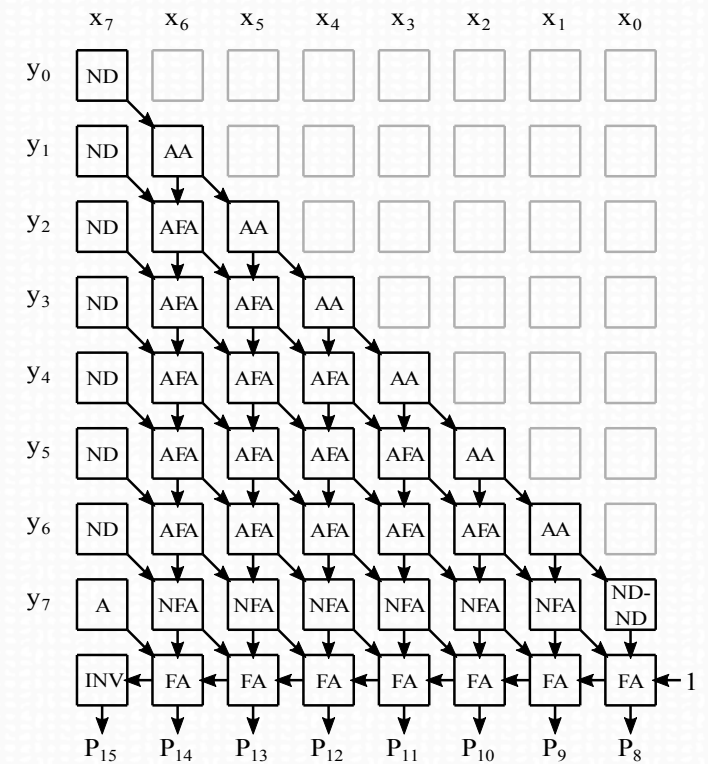 x₇ x₆ x₅ x₄ x₃ x₂ x₁ x₀
y₀ ND
y₁ ND AA
y₂ ND AFA AA
y₃ ND AFA AFA AA
y₄ ND AFA AFA AFA AA
y₅ ND AFA AFA AFA AFA AA
y₆ ND AFA AFA AFA AFA AFA AA
y₇ A NFA NFA NFA NFA NFA NFA ND-
ND
INV FA FA FA FA FA FA FA 1
P₁₅ P₁₄ P₁₃ P₁₂ P₁₁ P₁₀ P₉ P₈